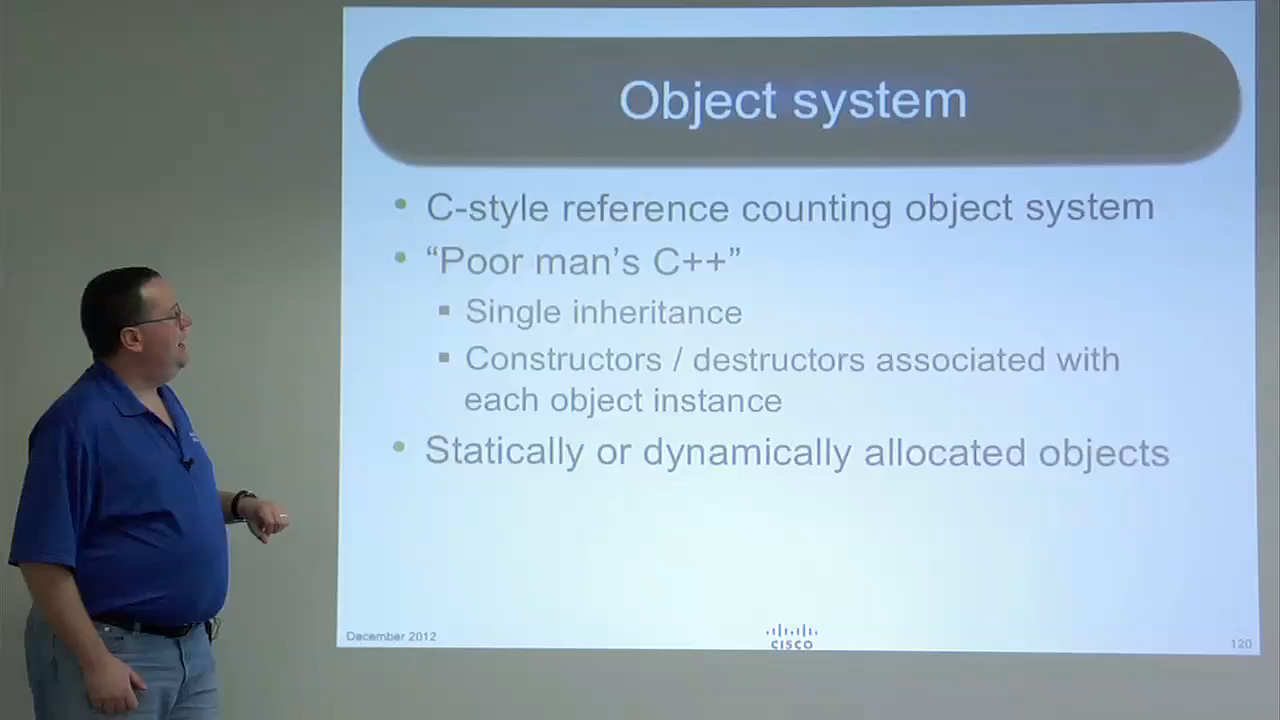 Object system
• C-style reference counting object system
• “Poor man’s C++”
▪ Single inheritance
▪ Constructors / destructors associated with
each object instance
• Statically or dynamically allocated objects
December 2012
CISCO
120